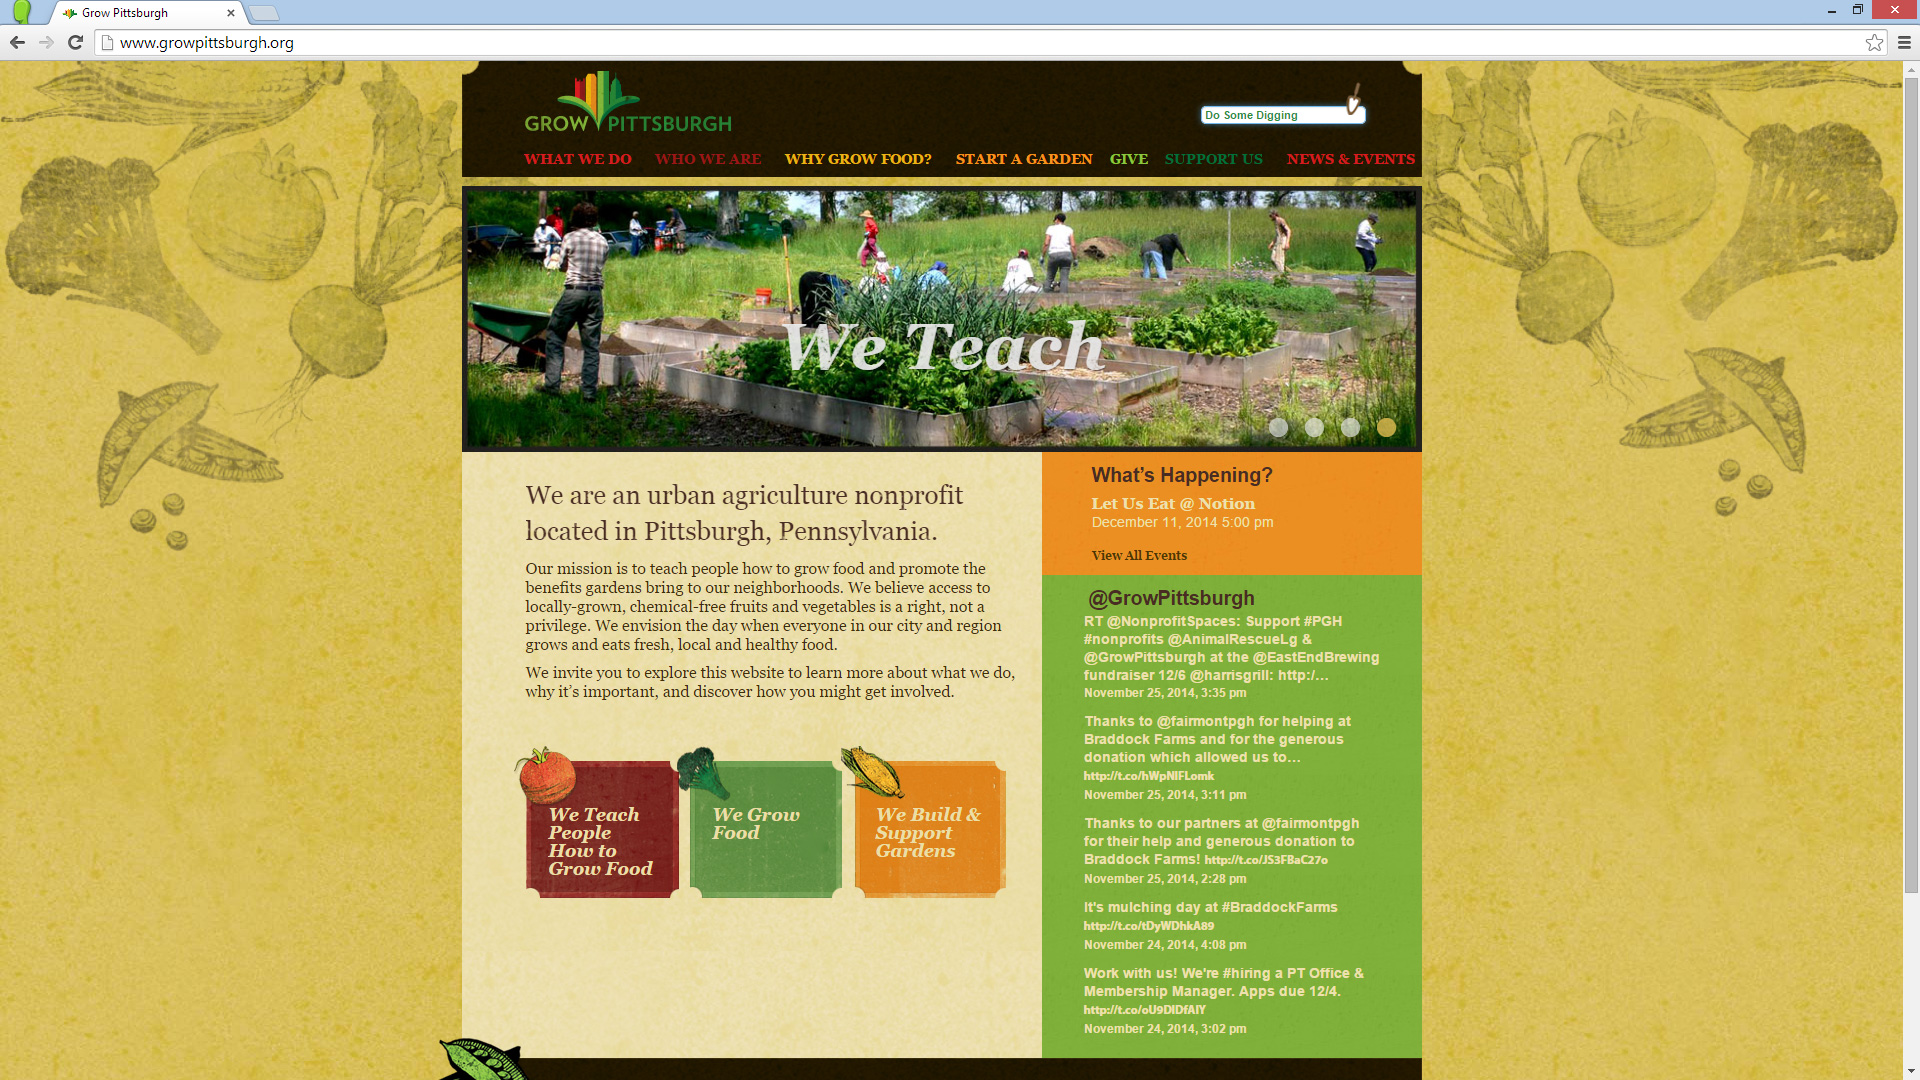 Grow Pittsburgh
www.growpittsburgh.org
GROW PITTSBURGH
Do Some Digging
WHAT WE DO WHO WE ARE WHY GROW FOOD? START A GARDEN GIVE SUPPORT US NEWS & EVENTS
We Teach
We are an urban agriculture nonprofit
located in Pittsburgh, Pennsylvania.
Our mission is to teach people how to grow food and promote the
benefits gardens bring to our neighborhoods. We believe access to
locally-grown, chemical-free fruits and vegetables is a right, not a
privilege. We envision the day when everyone in our city and region
grows and eats fresh, local and healthy food.
We invite you to explore this website to learn more about what we do,
why it’s important, and discover how you might get involved.
We Teach
People
How to
Grow Food
We Grow
Food
We Build &
Support
Gardens
What’s Happening?
Let Us Eat @ Notion
December 11, 2014 5:00 pm
View All Events
@GrowPittsburgh
RT @NonprofitSpaces: Support #PGH
#nonprofits @AnimalRescueLg &
@GrowPittsburgh at the @EastEndBrewing
fundraiser 12/6 @harrisgrill: http:/…
November 25, 2014, 3:35 pm
Thanks to @fairmontpgh for helping at
Braddock Farms and for the generous
donation which allowed us to…
http://t.co/hWpNIFLomk
November 25, 2014, 3:11 pm
Thanks to our partners at @fairmontpgh
for their help and generous donation to
Braddock Farms! http://t.co/JS3FBaC27o
November 25, 2014, 2:28 pm
It's mulching day at #BraddockFarms
http://t.co/tDyWDhkA89
November 24, 2014, 4:08 pm
Work with us! We're #hiring a PT Office &
Membership Manager. Apps due 12/4.
http://t.co/oU9DIDfAIY
November 24, 2014, 3:02 pm